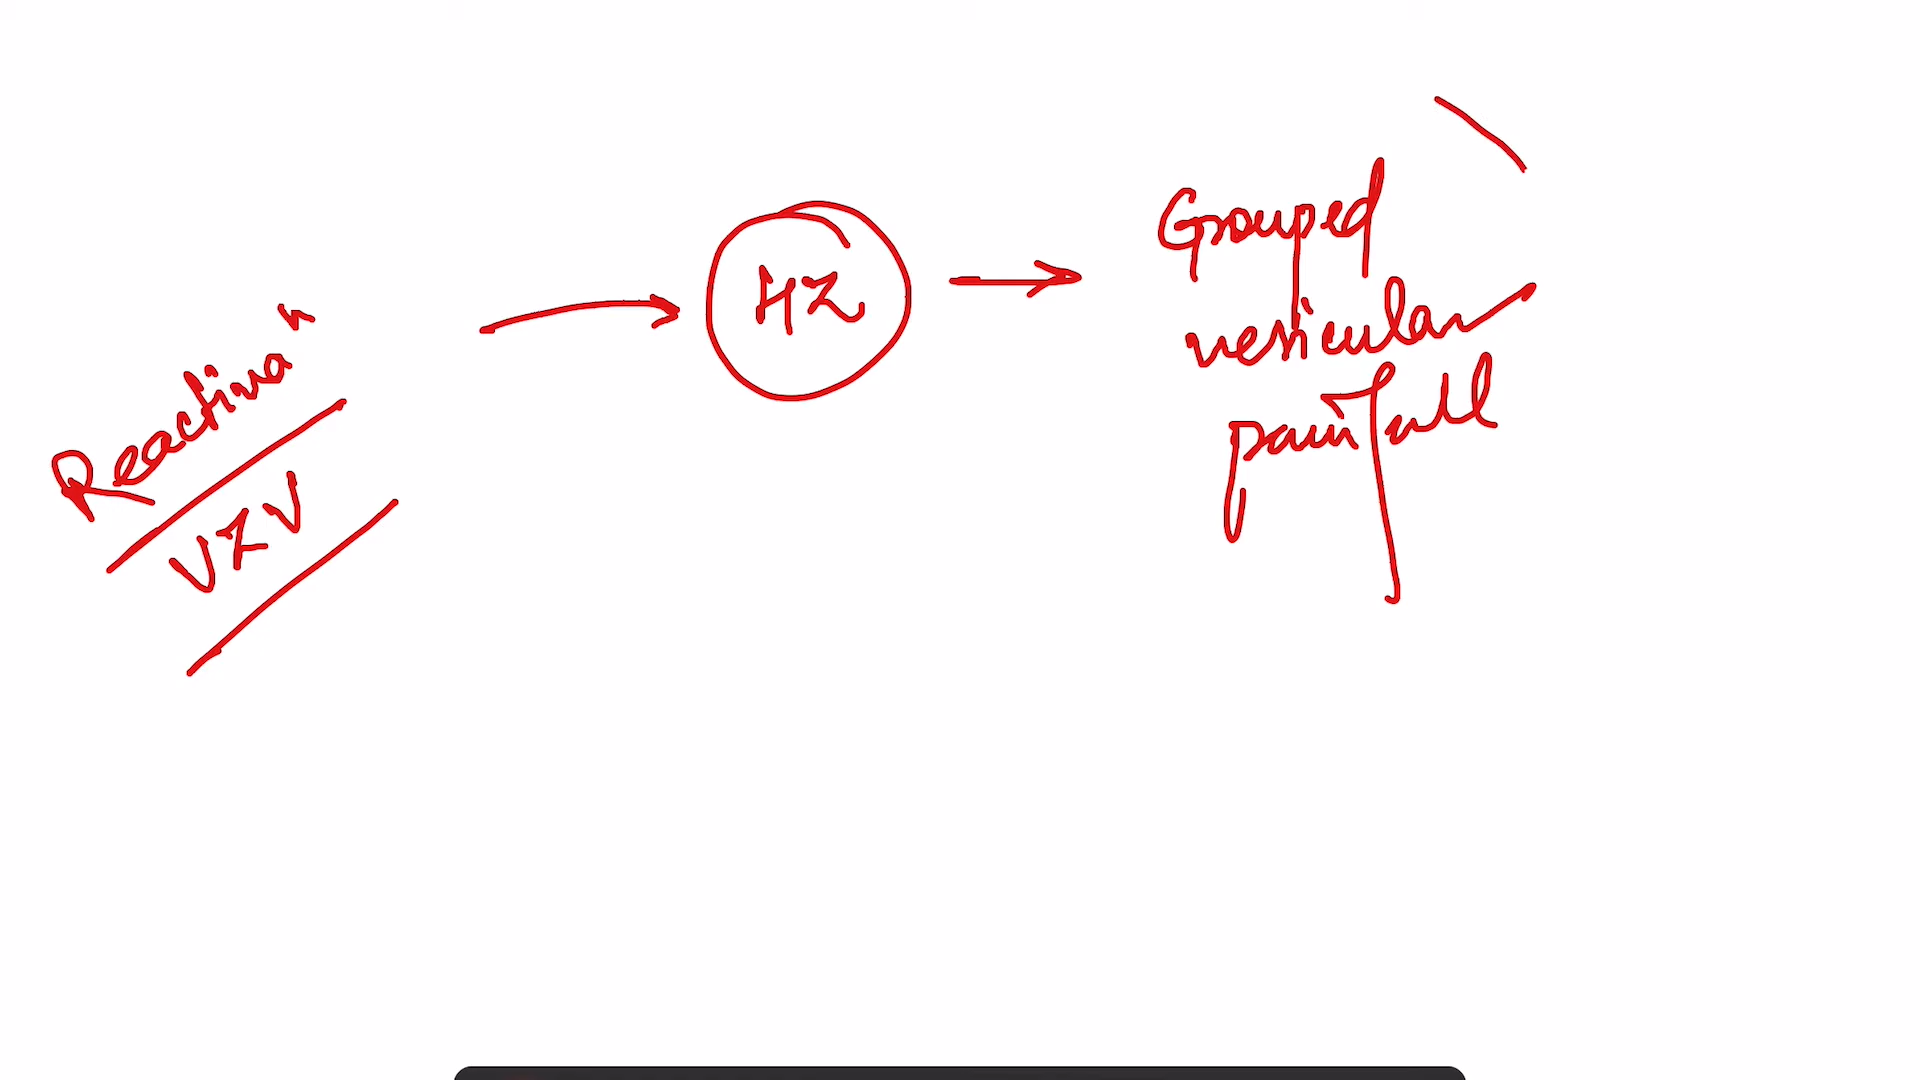 Reactivaⁿ
VZV
HZ
Grouped
vesicular
painfull